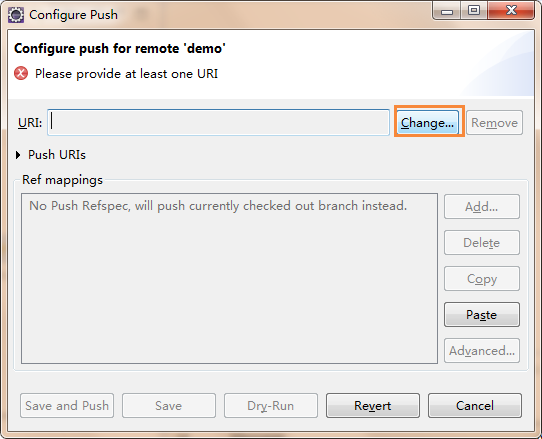 Configure Push
Configure push for remote 'demo'
Please provide at least one URI
URI: Change... Remove
Push URIs
Ref mappings
No Push Refspec, will push currently checked out branch instead.
Add...
Delete
Copy
Paste
Advanced...
Save and Push Save Dry-Run Revert Cancel